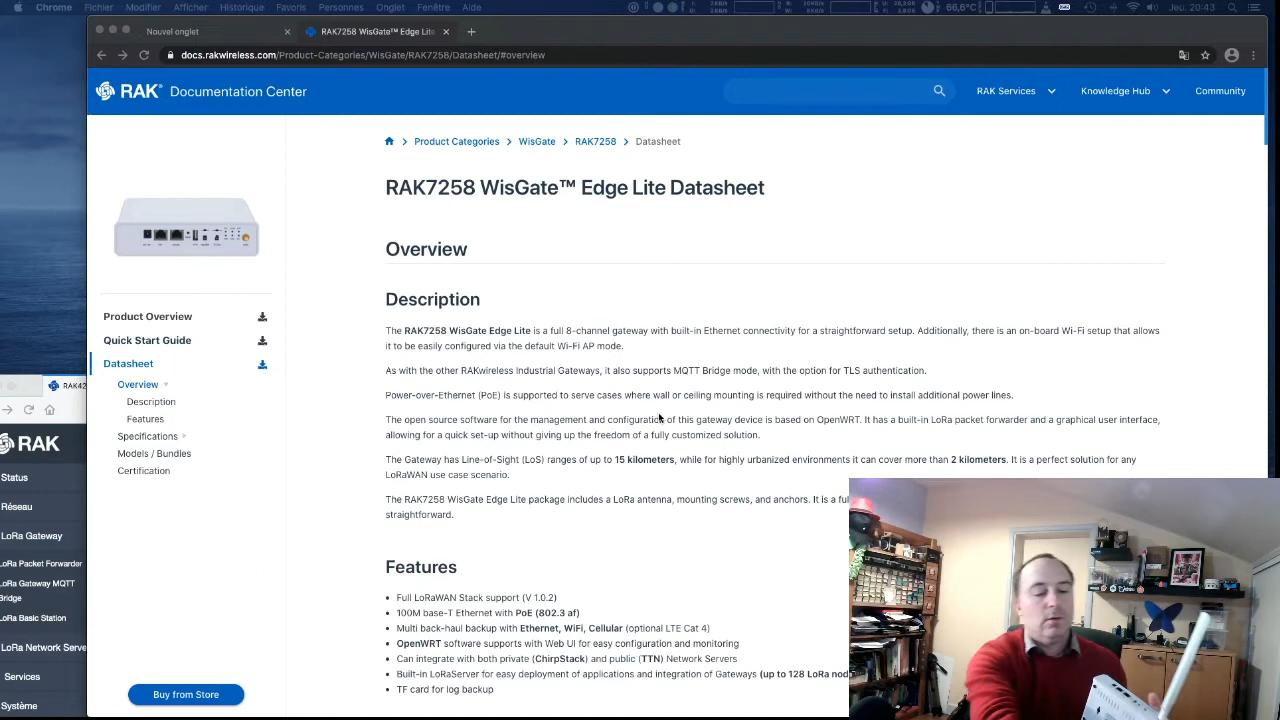 Chrome Fichier Modifier Affichage Historique Favoris Personnes Onglet Fenêtre Aide
66,6° Jeu. 20:43
Nouvel onglet
RAK7258 WisGate™ Edge Lite
docs.rakwireless.com/Product-Categories/WisGate/RAK7258/Datasheet/#overview
RAK® Documentation Center
RAK Services
Knowledge Hub
Community
Product Categories > WisGate > RAK7258 > Datasheet
RAK7258 WisGate™ Edge Lite Datasheet
Overview
Description
The RAK7258 WisGate Edge Lite is a full 8-channel gateway with built-in Ethernet connectivity for a straightforward setup. Additionally, there is an on-board Wi-Fi setup that allows
it to be easily configured via the default Wi-Fi AP mode.
As with the other RAKwireless Industrial Gateways, it also supports MQTT Bridge mode, with the option for TLS authentication.
Power-over-Ethernet (PoE) is supported to serve cases where wall or ceiling mounting is required without the need to install additional power lines.
The open source software for the management and configuration of this gateway device is based on OpenWRT. It has a built-in LoRa packet forwarder and a graphical user interface,
allowing for a quick set-up without giving up the freedom of a fully customized solution.
The Gateway has Line-of-Sight (LoS) ranges of up to 15 kilometers, while for highly urbanized environments it can cover more than 2 kilometers. It is a perfect solution for any
LoRaWAN use case scenario.
The RAK7258 WisGate Edge Lite package includes a LoRa antenna, mounting screws, and anchors. It is a fu
straightforward.
Features
• Full LoRaWAN Stack support (V 1.0.2)
• 100M base-T Ethernet with PoE (802.3 af)
• Multi back-haul backup with Ethernet, WiFi, Cellular (optional LTE Cat 4)
• OpenWRT software supports with Web UI for easy configuration and monitoring
• Can integrate with both private (ChirpStack) and public (TTN) Network Servers
• Built-in LoRaServer for easy deployment of applications and integration of Gateways (up to 128 LoRa nod
• TF card for log backup
Product Overview
Quick Start Guide
Datasheet
Overview
Description
Features
Specifications
Models / Bundles
Certification
Buy from Store
RAK42
RAK
Status
Réseau
LoRa Gateway
LoRa Packet Forwarder
LoRa Gateway MQTT
Bridge
LoRa Network Serve
Services
Système